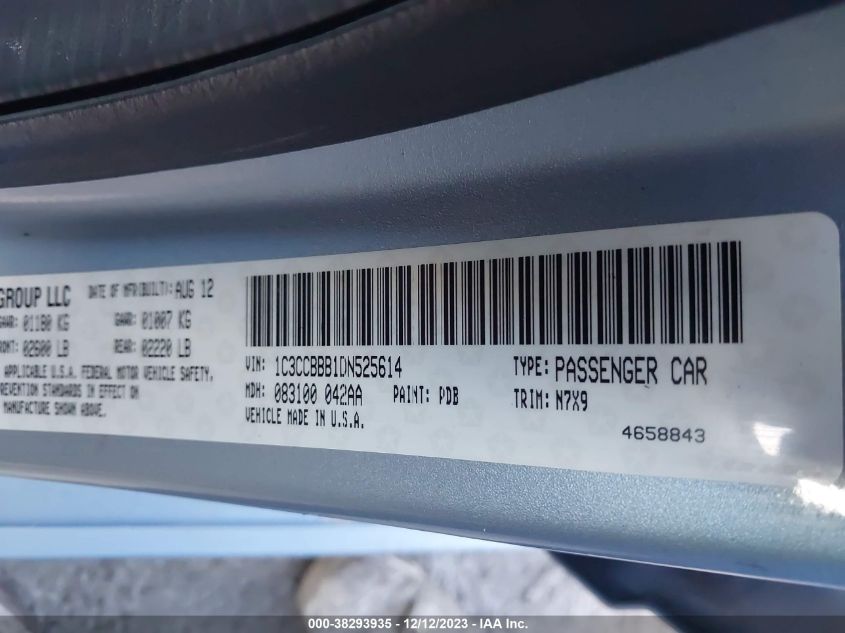 GROUP LLC DATE OF MFR(BUILT): AUG 12
GAWR: 01180 KG GAWR: 01007 KG
RONT: 02600 LB REAR: 02220 LB
APPLICABLE U.S.A. FEDERAL MOTOR VEHICLE SAFETY,
REVENTION STANDARDS IN EFFECT ON
MANUFACTURE SHOWN ABOVE.
VIN: 1C3CCBBB1DN525614 TYPE: PASSENGER CAR
MDH: 083100 042AA PAINT: PDB TRIM: N7X9
VEHICLE MADE IN U.S.A.
4658843
000-38293935 - 12/12/2023 - IAA Inc.